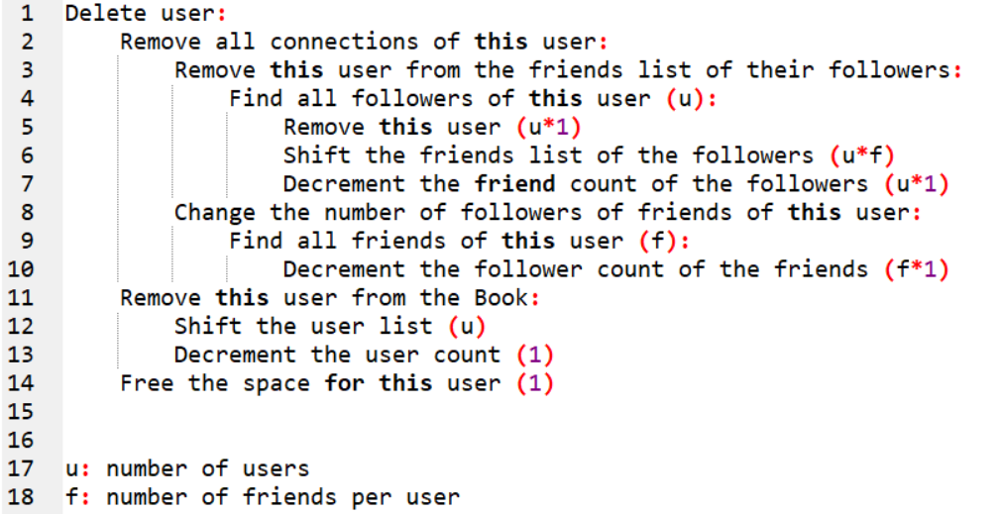 1 Delete user:
2 Remove all connections of this user:
3 Remove this user from the friends list of their followers:
4 Find all followers of this user (u):
5 Remove this user (u*1)
6 Shift the friends list of the followers (u*f)
7 Decrement the friend count of the followers (u*1)
8 Change the number of followers of friends of this user:
9 Find all friends of this user (f):
10 Decrement the follower count of the friends (f*1)
11 Remove this user from the Book:
12 Shift the user list (u)
13 Decrement the user count (1)
14 Free the space for this user (1)
15
16
17 u: number of users
18 f: number of friends per user